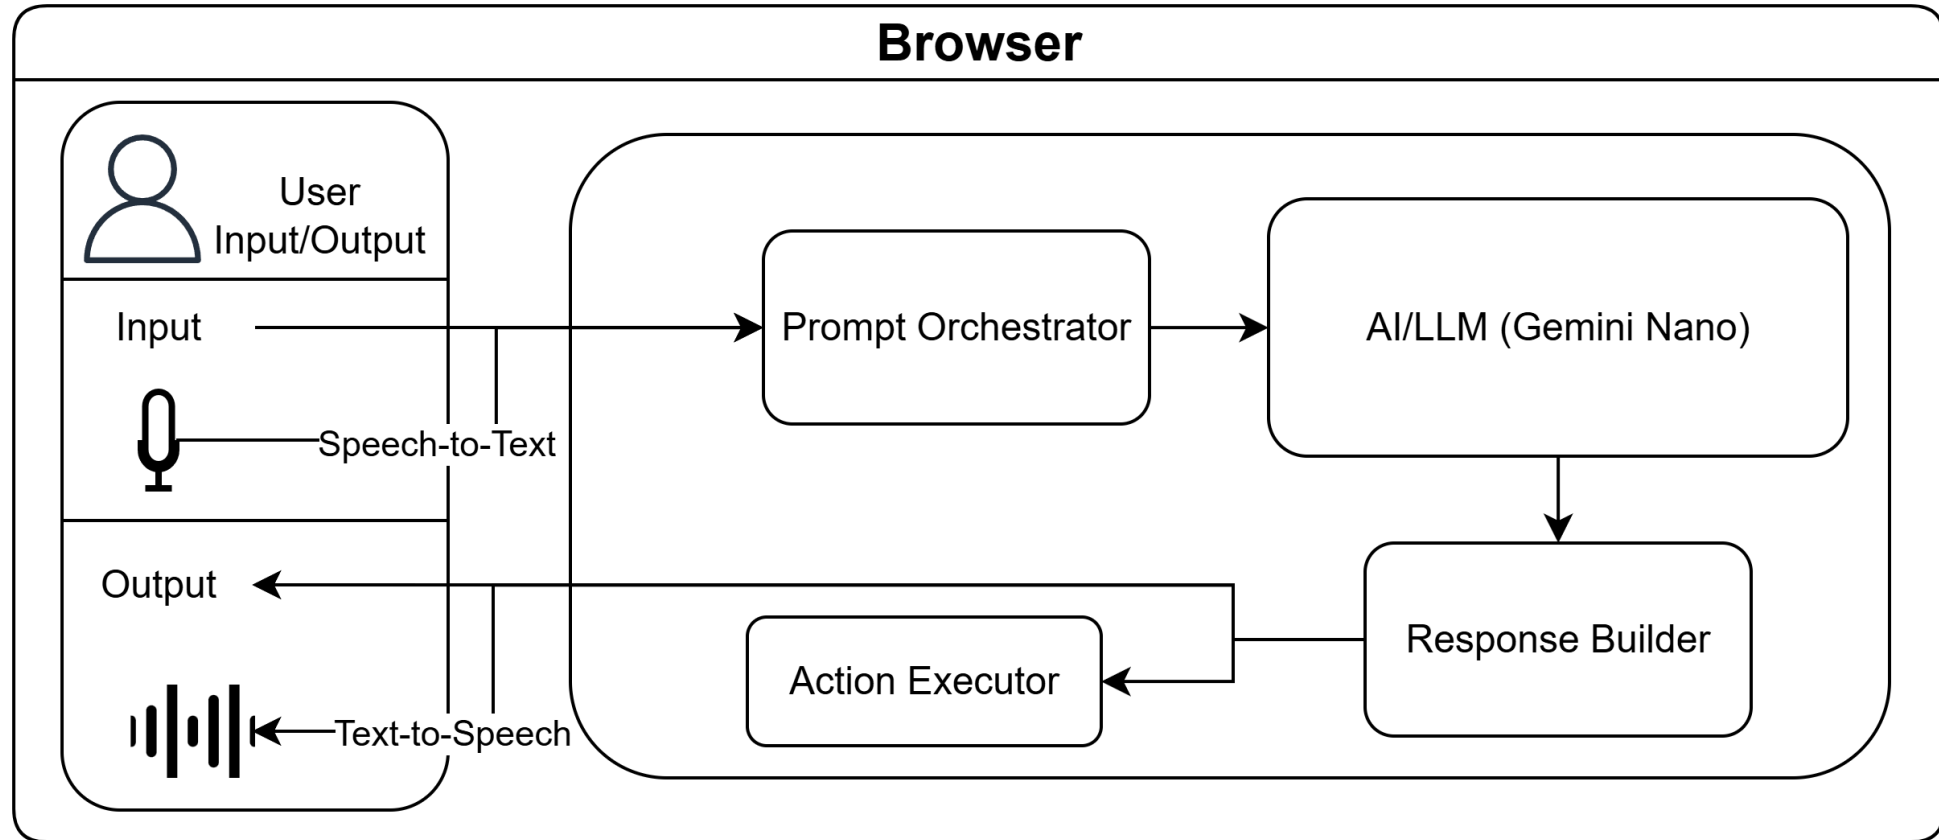 Browser
User
Input/Output
Input
Prompt Orchestrator
AI/LLM (Gemini Nano)
Speech-to-Text
Output
Response Builder
Action Executor
Text-to-Speech